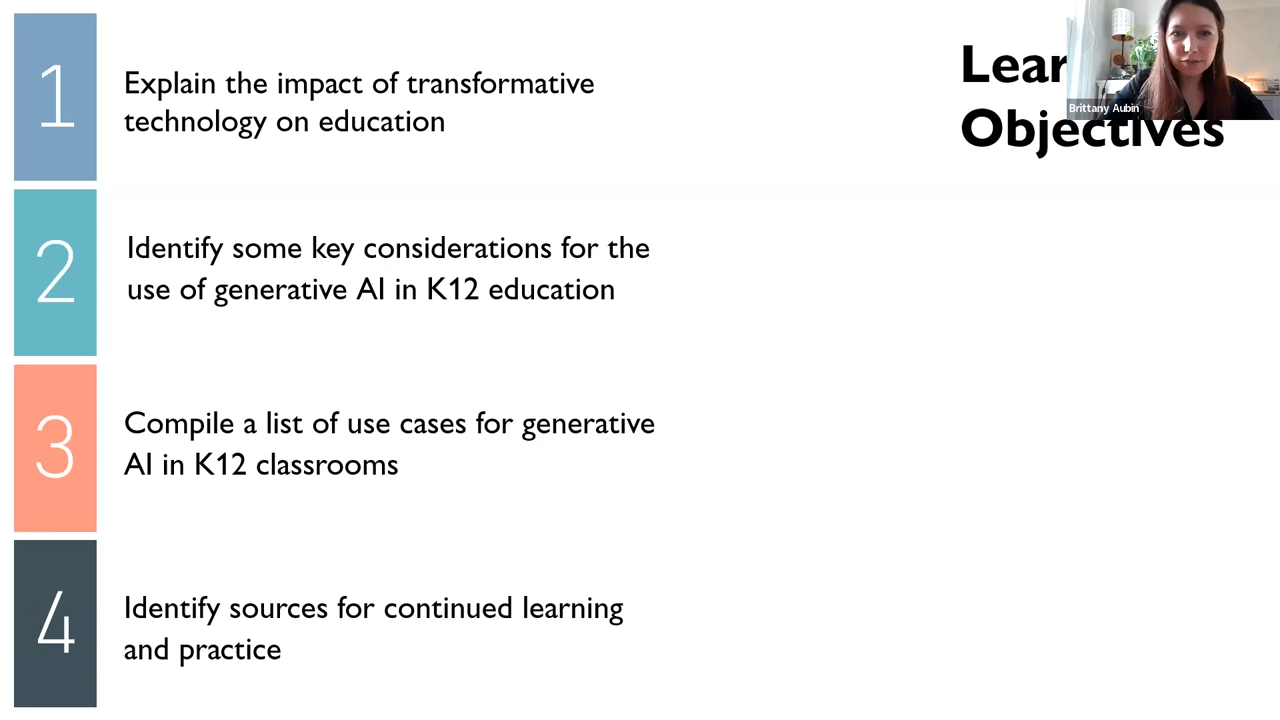 1
Explain the impact of transformative
technology on education
2
Identify some key considerations for the
use of generative AI in K12 education
3
Compile a list of use cases for generative
AI in K12 classrooms
4
Identify sources for continued learning
and practice
Objectives
Brittany Aubin